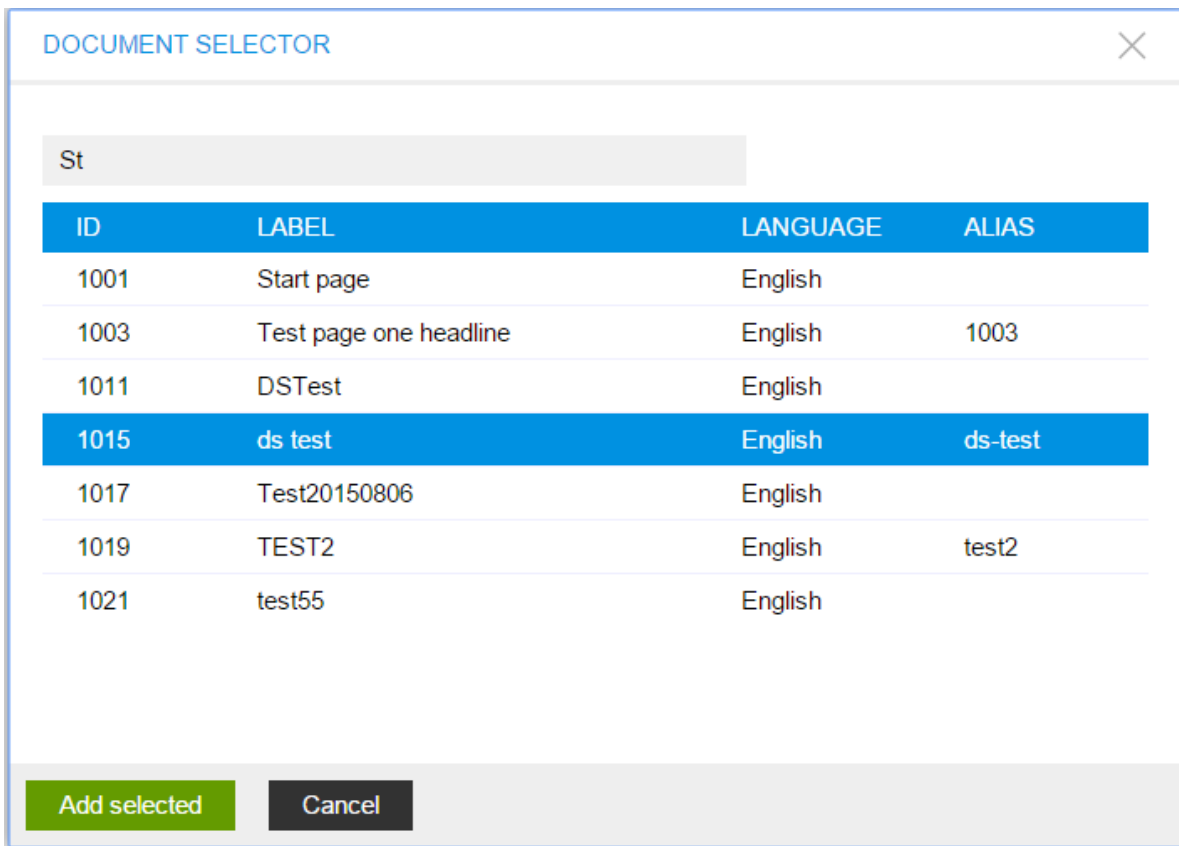 DOCUMENT SELECTOR
St
ID LABEL LANGUAGE ALIAS
1001 Start page English
1003 Test page one headline English 1003
1011 DSTest English
1015 ds test English ds-test
1017 Test20150806 English
1019 TEST2 English test2
1021 test55 English
Add selected Cancel